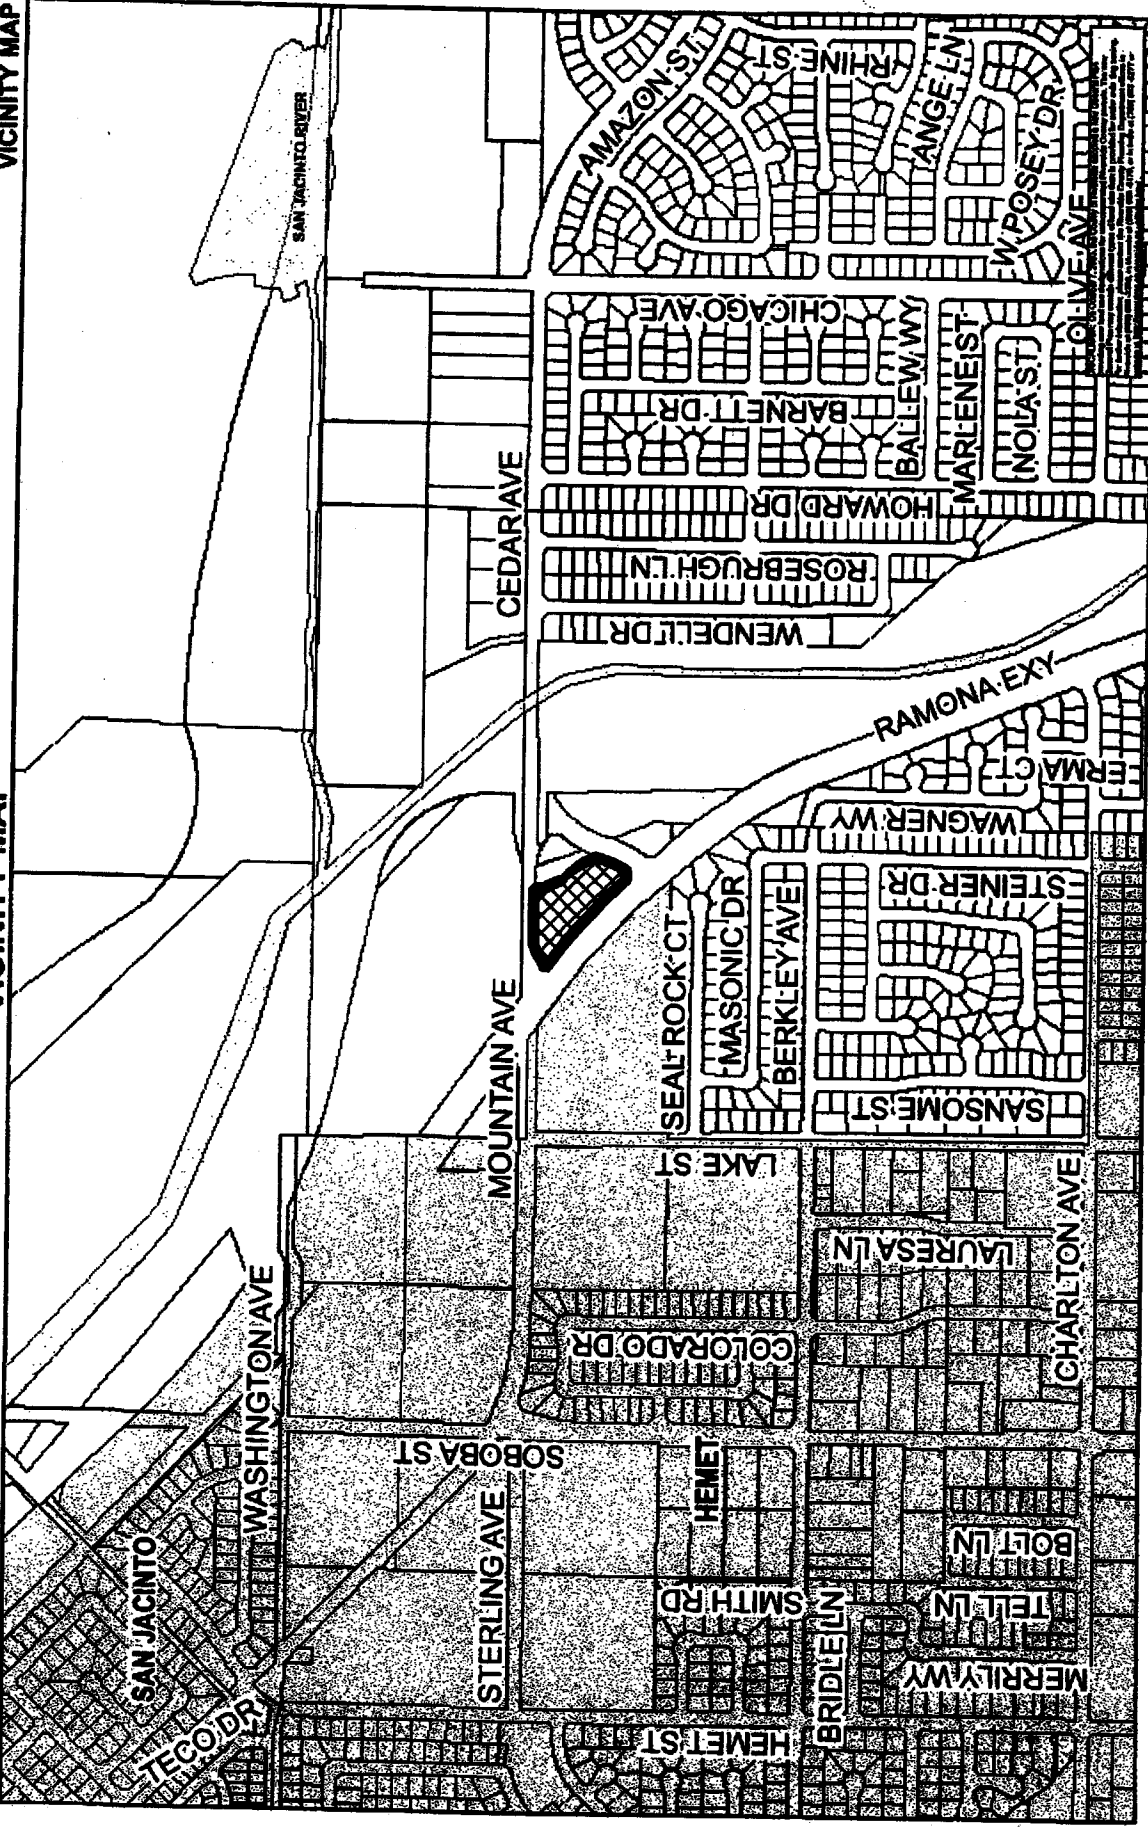 VICINITY MAP
SAN JACINTO RIVER
AMAZON ST
RHINE ST
ANGE LN
W POSEY DR
OLIVE AVE
CHICAGO AVE
BARNETT DR
BALLEW WY
MARLENE ST
NOLIA ST
CEDAR AVE
HOWARD DR
ROSEBRUGH LN
WENDELL DR
RAMONA EXY
ERMA CT
WAGNER WY
STEINER DR
MOUNTAIN AVE
SEAL ROCK CT
MASONIC DR
BERKLEY AVE
SANSOME ST
LAKE ST
LAURESA LN
CHARLTON AVE
COLORADO DR
WASHINGTON AVE
SOBOBA ST
STERLING AVE
HEMET
SMITH RD
BOLT LN
TELL LN
MERRILY WY
BRIDLE LN
SAN JACINTO
TECO DR
HEMET ST